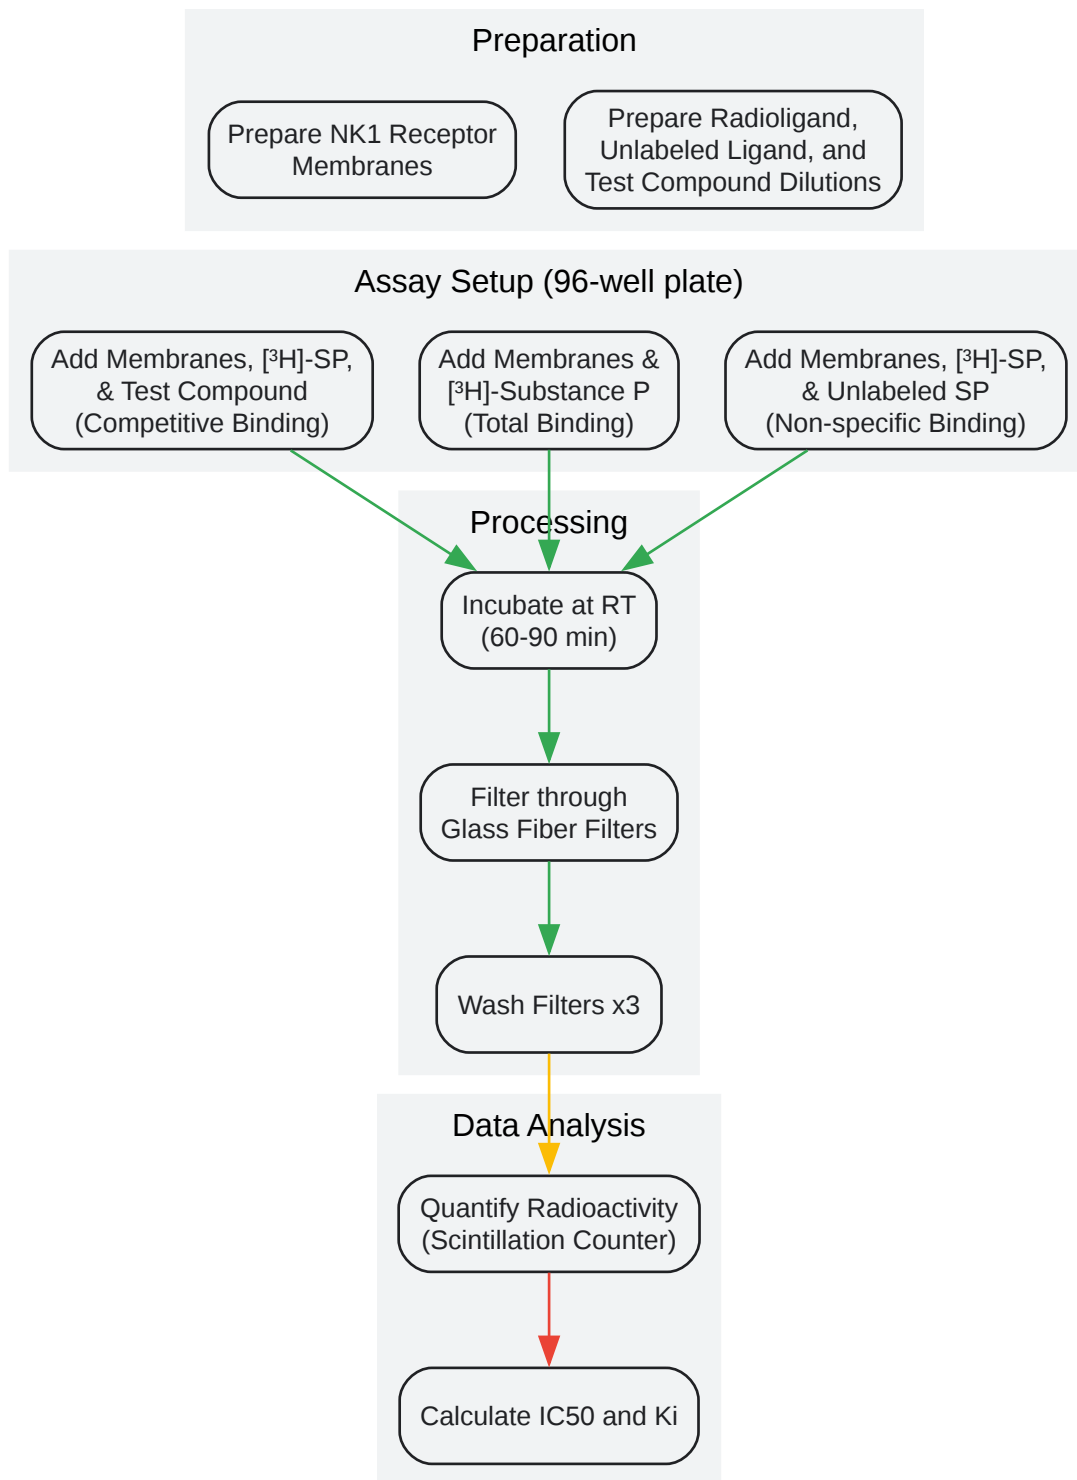 Preparation
Prepare NK1 Receptor
Membranes
Prepare Radioligand,
Unlabeled Ligand, and
Test Compound Dilutions
Assay Setup (96-well plate)
Add Membranes, [³H]-SP,
& Test Compound
(Competitive Binding)
Add Membranes &
[³H]-Substance P
(Total Binding)
Add Membranes, [³H]-SP,
& Unlabeled SP
(Non-specific Binding)
Processing
Incubate at RT
(60-90 min)
Filter through
Glass Fiber Filters
Wash Filters x3
Data Analysis
Quantify Radioactivity
(Scintillation Counter)
Calculate IC50 and Ki